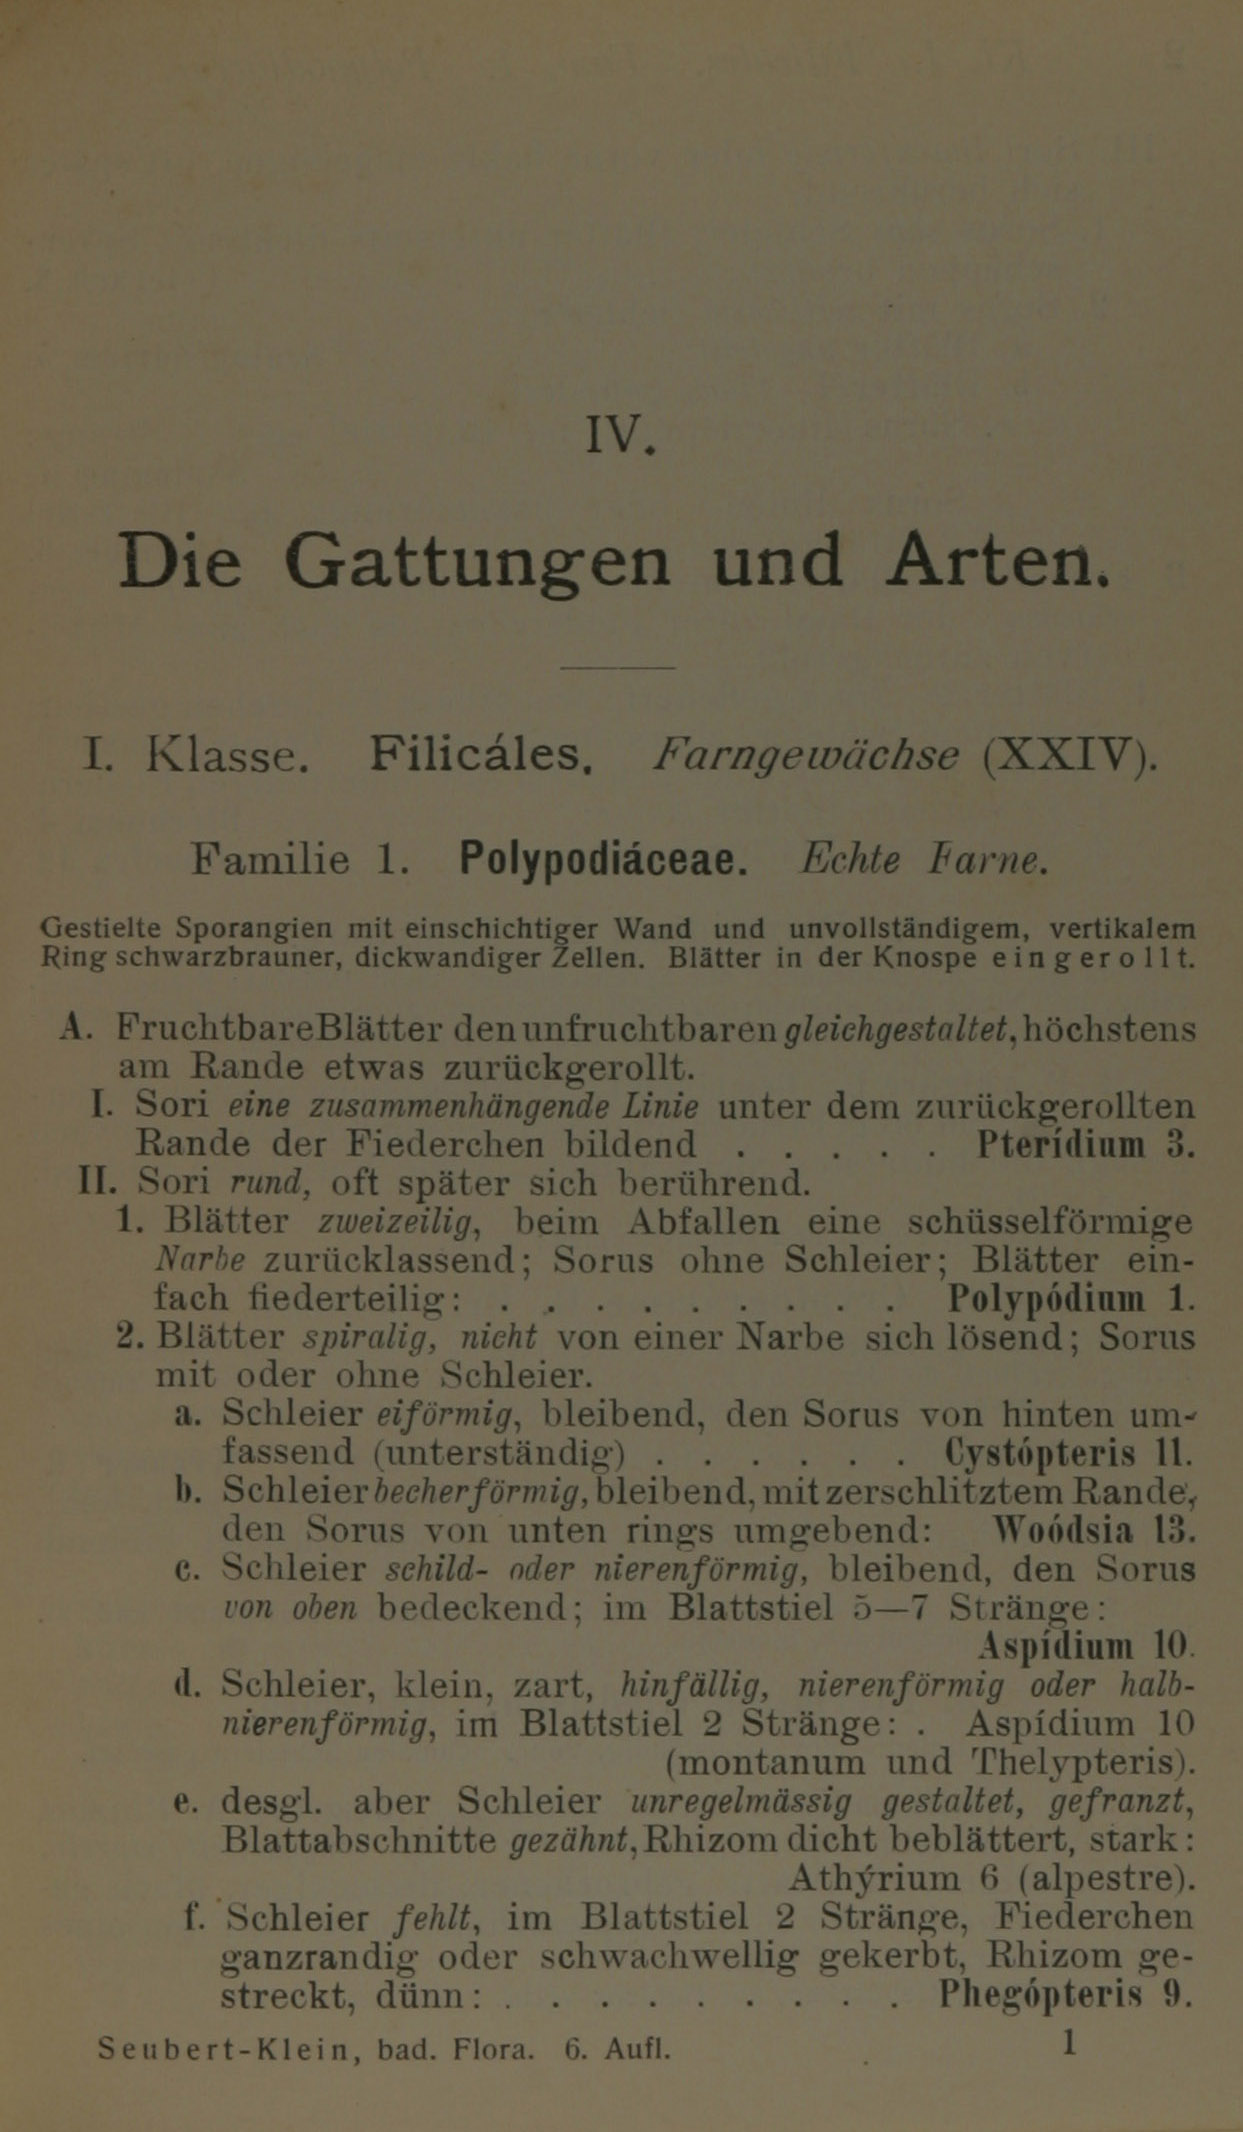 IV.
Die Gattungen und Arten.
I. Klasse. Filicáles. Farngewächse (XXIV).
Familie 1. Polypodiáceae. Echte Farne.
Gestielte Sporangien mit einschichtiger Wand und unvollständigem, vertikalem
Ring schwarzbrauner, dickwandiger Zellen. Blätter in der Knospe eingerollt.
A. Fruchtbare Blätter den unfruchtbaren gleichgestaltet, höchstens
am Rande etwas zurückgerollt.
I. Sori eine zusammenhängende Linie unter dem zurückgerollten
Rande der Fiederchen bildend . . . . . Pterídium 3.
II. Sori rund, oft später sich berührend.
1. Blätter zweizeilig, beim Abfallen eine schüsselförmige
Narbe zurücklassend; Sorus ohne Schleier; Blätter ein-
fach fiederteilig: . . . . . . . . . Polypódium 1.
2. Blätter spiralig, nicht von einer Narbe sich lösend; Sorus
mit oder ohne Schleier.
a. Schleier eiförmig, bleibend, den Sorus von hinten um-
fassend (unterständig) . . . . . . Cystópteris 11.
b. Schleier becherförmig, bleibend, mit zerschlitztem Rande,
den Sorus von unten rings umgebend: Woódsia 13.
c. Schleier schild- oder nierenförmig, bleibend, den Sorus
von oben bedeckend; im Blattstiel 5—7 Stränge:
Aspídium 10.
d. Schleier, klein, zart, hinfällig, nierenförmig oder halb-
nierenförmig, im Blattstiel 2 Stränge: . Aspídium 10
(montanum und Thelypteris).
e. desgl. aber Schleier unregelmässig gestaltet, gefranzt,
Blattabschnitte gezähnt, Rhizom dicht beblättert, stark:
Athýrium 6 (alpestre).
f. Schleier fehlt, im Blattstiel 2 Stränge, Fiederchen
ganzrandig oder schwachwellig gekerbt, Rhizom ge-
streckt, dünn: . . . . . . . . . Phegópteris 9.
Seubert-Klein, bad. Flora. 6. Aufl. 1